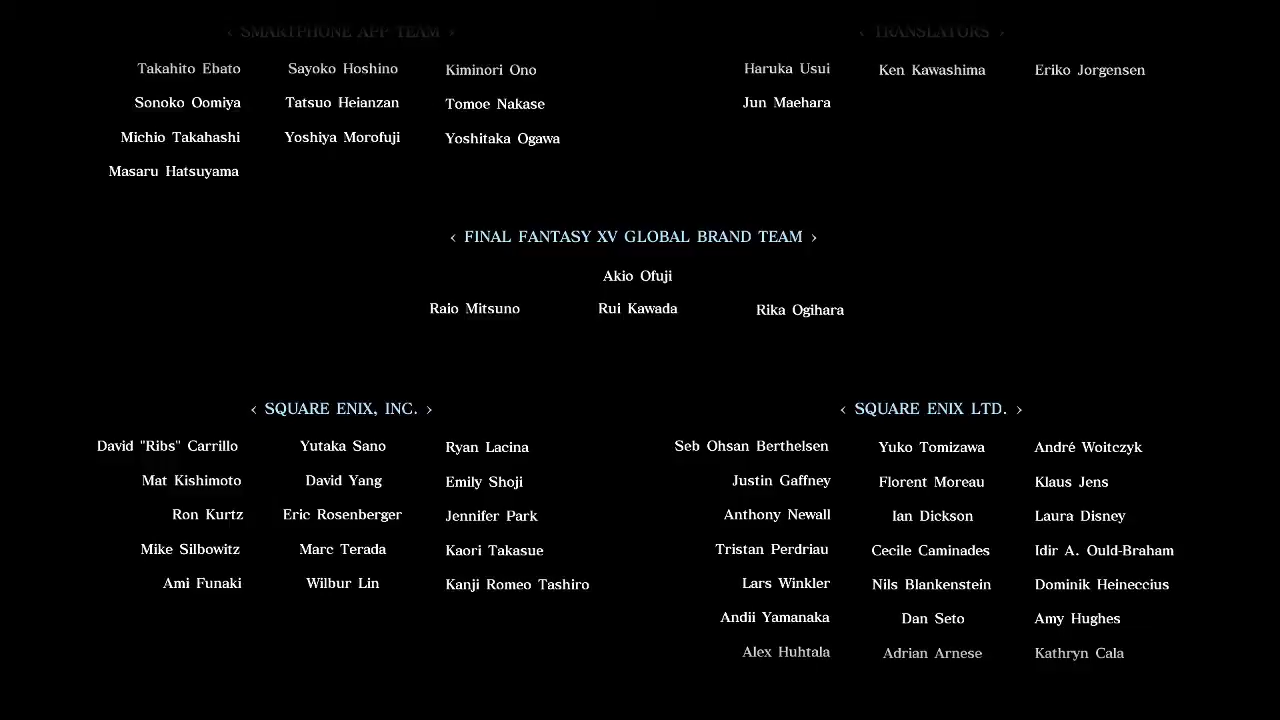 ‹ SMARTPHONE APP TEAM ›
Takahito Ebato Sayoko Hoshino Kiminori Ono
Sonoko Oomiya Tatsuo Heianzan Tomoe Nakase
Michio Takahashi Yoshiya Morofuji Yoshitaka Ogawa
Masaru Hatsuyama
‹ TRANSLATORS ›
Haruka Usui Ken Kawashima Eriko Jorgensen
Jun Maehara
‹ FINAL FANTASY XV GLOBAL BRAND TEAM ›
Akio Ofuji
Raio Mitsuno Rui Kawada Rika Ogihara
‹ SQUARE ENIX, INC. ›
David "Ribs" Carrillo Yutaka Sano Ryan Lacina
Mat Kishimoto David Yang Emily Shoji
Ron Kurtz Eric Rosenberger Jennifer Park
Mike Silbowitz Marc Terada Kaori Takasue
Ami Funaki Wilbur Lin Kanji Romeo Tashiro
‹ SQUARE ENIX LTD. ›
Seb Ohsan Berthelsen Yuko Tomizawa André Woitczyk
Justin Gaffney Florent Moreau Klaus Jens
Anthony Newall Ian Dickson Laura Disney
Tristan Perdriau Cecile Caminades Idir A. Ould-Braham
Lars Winkler Nils Blankenstein Dominik Heineccius
Andii Yamanaka Dan Seto Amy Hughes
Alex Huhtala Adrian Arnese Kathryn Cala